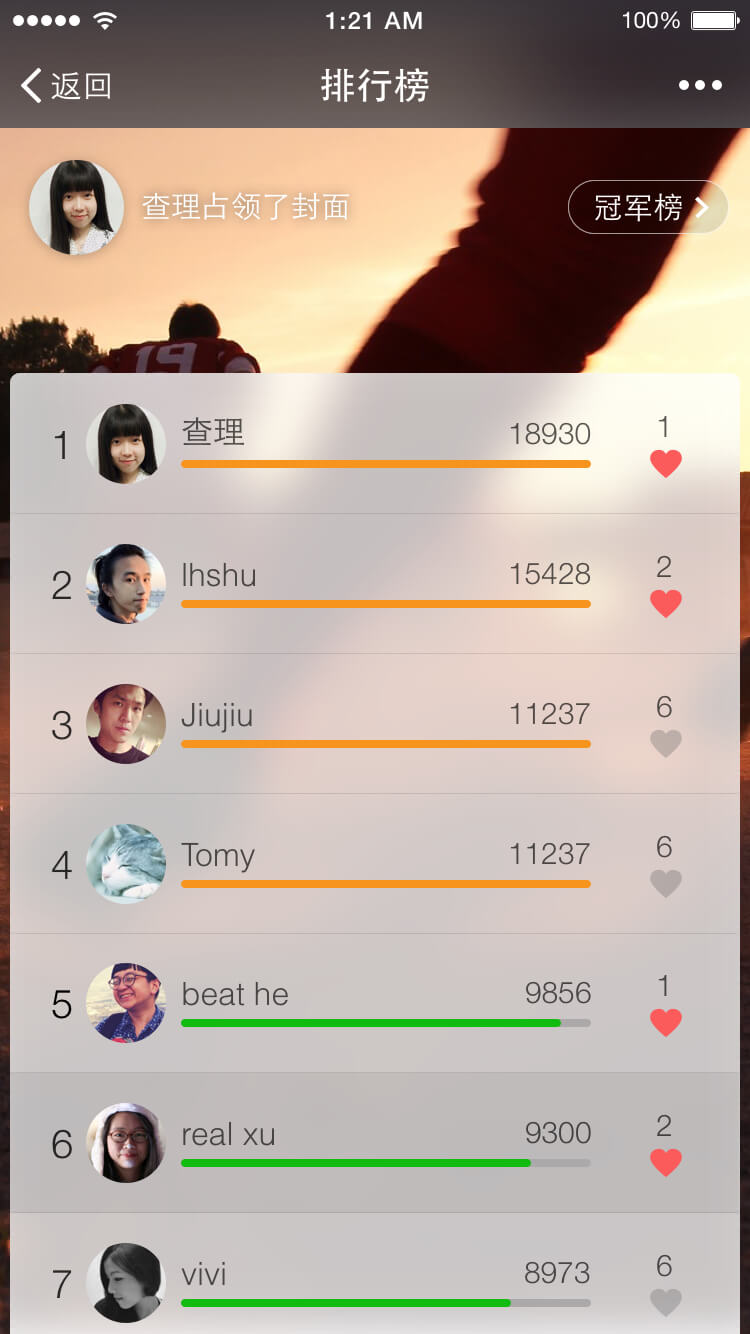 1:21 AM 100%
返回 排行榜
查理占领了封面 冠军榜
19
1 查理 18930 1
2 lhshu 15428 2
3 Jiujiu 11237 6
4 Tomy 11237 6
5 beat he 9856 1
6 real xu 9300 2
7 vivi 8973 6